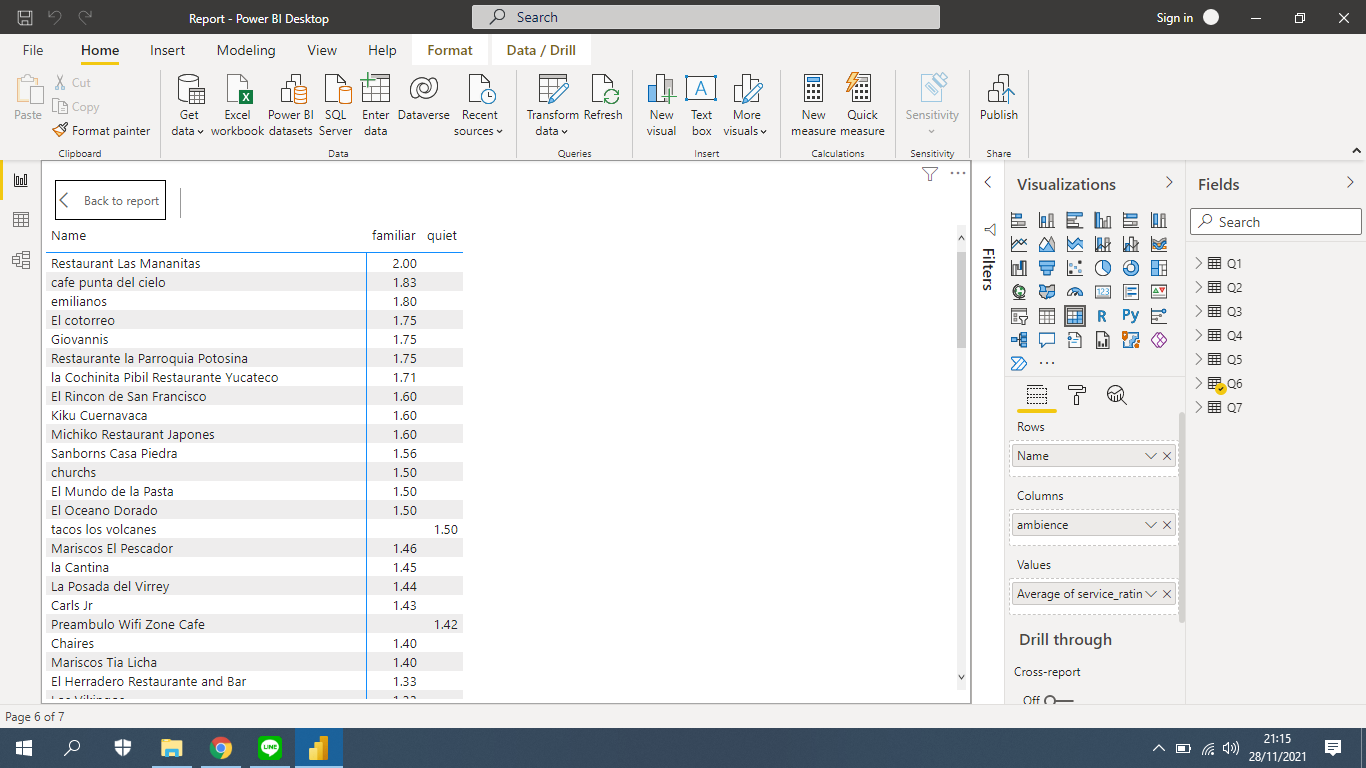 Report - Power BI Desktop
Search
Sign in
File
Home
Insert
Modeling
View
Help
Format
Data / Drill
Paste
Cut
Copy
Format painter
Clipboard
Get data
Excel workbook
Power BI datasets
SQL Server
Enter data
Dataverse
Recent sources
Data
Transform data
Refresh
Queries
New visual
Text box
More visuals
Insert
New measure
Quick measure
Calculations
Sensitivity
Sensitivity
Publish
Share
Back to report
Name familiar quiet
Restaurant Las Mananitas 2.00
cafe punta del cielo 1.83
emilianos 1.80
El cotorreo 1.75
Giovannis 1.75
Restaurante la Parroquia Potosina 1.75
la Cochinita Pibil Restaurante Yucateco 1.71
El Rincon de San Francisco 1.60
Kiku Cuernavaca 1.60
Michiko Restaurant Japones 1.60
Sanborns Casa Piedra 1.56
churchs 1.50
El Mundo de la Pasta 1.50
El Oceano Dorado 1.50
tacos los volcanes 1.50
Mariscos El Pescador 1.46
la Cantina 1.45
La Posada del Virrey 1.44
Carls Jr 1.43
Preambulo Wifi Zone Cafe 1.42
Chaires 1.40
Mariscos Tia Licha 1.40
El Herradero Restaurante and Bar 1.33
Filters
Visualizations
123
R
Py
Rows
Name
Columns
ambience
Values
Average of service_ratin
Drill through
Cross-report
Off
Fields
Search
Q1
Q2
Q3
Q4
Q5
Q6
Q7
Page 6 of 7
LINE
21:15
28/11/2021